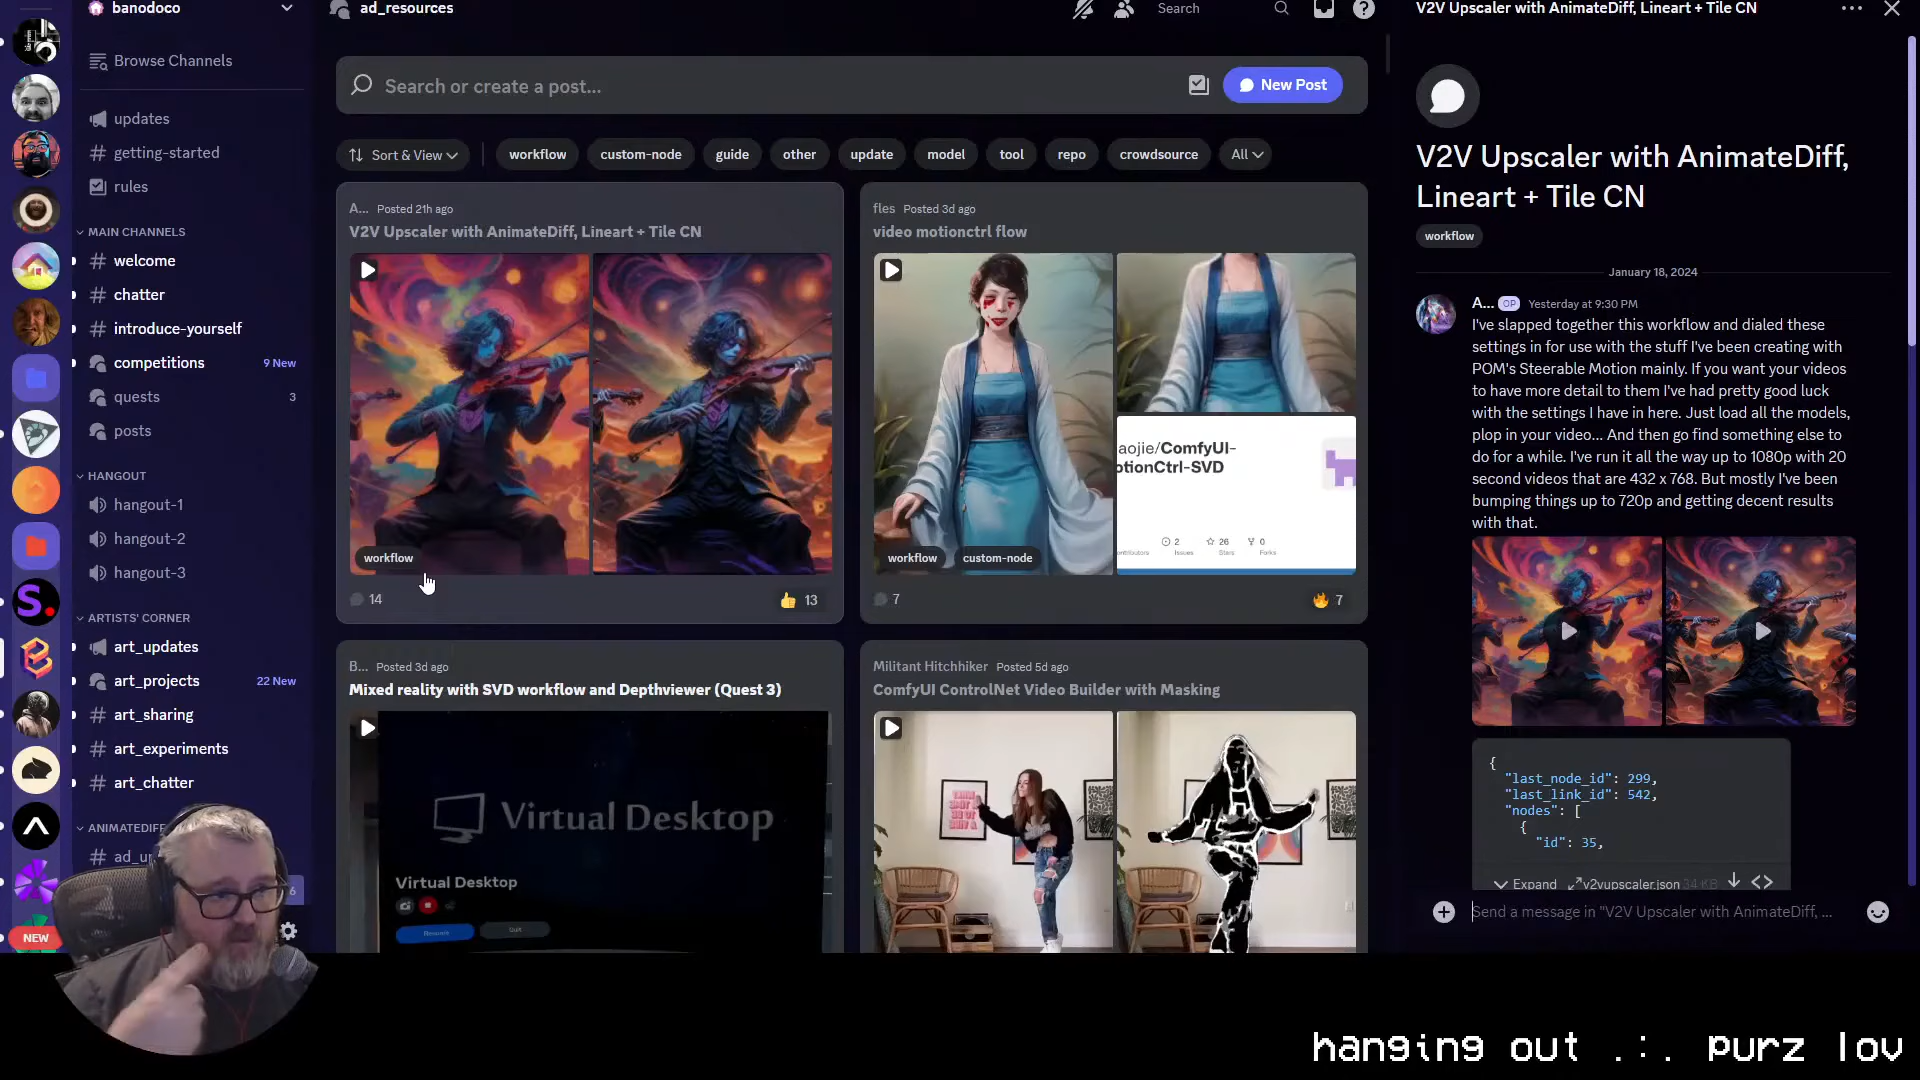 banodoco
Browse Channels
updates
getting-started
rules
MAIN CHANNELS
welcome
chatter
introduce-yourself
competitions 9 New
quests 3
posts
HANGOUT
hangout-1
hangout-2
hangout-3
ARTISTS' CORNER
art_updates
art_projects 22 New
art_sharing
art_experiments
art_chatter
ANIMATEDIFF
NEW
S.
ad_resources
Search
Search or create a post...
New Post
Sort & View
workflow custom-node guide other update model tool repo crowdsource All
A... Posted 21h ago
V2V Upscaler with AnimateDiff, Lineart + Tile CN
workflow
14
13
fles Posted 3d ago
video motionctrl flow
aojie/ComfyUI-
otionCtrl-SVD
2
Issues
26
Stars
0
Forks
workflow custom-node
7
7
B... Posted 3d ago
Mixed reality with SVD workflow and Depthviewer (Quest 3)
Virtual Desktop
Virtual Desktop
Quit
Militant Hitchhiker Posted 5d ago
ComfyUI ControlNet Video Builder with Masking
V2V Upscaler with AnimateDiff, Lineart + Tile CN
V2V Upscaler with AnimateDiff,
Lineart + Tile CN
workflow
January 18, 2024
A... OP Yesterday at 9:30 PM
I've slapped together this workflow and dialed these
settings in for use with the stuff I've been creating with
POM's Steerable Motion mainly. If you want your videos
to have more detail to them I've had pretty good luck
with the settings I have in here. Just load all the models,
plop in your video... And then go find something else to
do for a while. I've run it all the way up to 1080p with 20
second videos that are 432 x 768. But mostly I've been
bumping things up to 720p and getting decent results
with that.
{
"last_node_id": 299,
"last_link_id": 542,
"nodes": [
{
"id": 35,
Expand v2vupscaler.json 34 KB
Send a message in "V2V Upscaler with AnimateDiff, ...
hanging out .:. purz lov